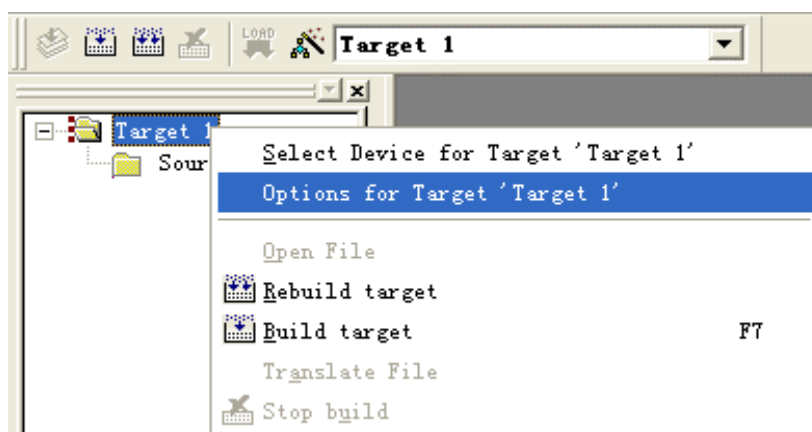 LOAD
Target 1
Target 1
Sour
Select Device for Target 'Target 1'
Options for Target 'Target 1'
Open File
Rebuild target
Build target F7
Translate File
Stop build